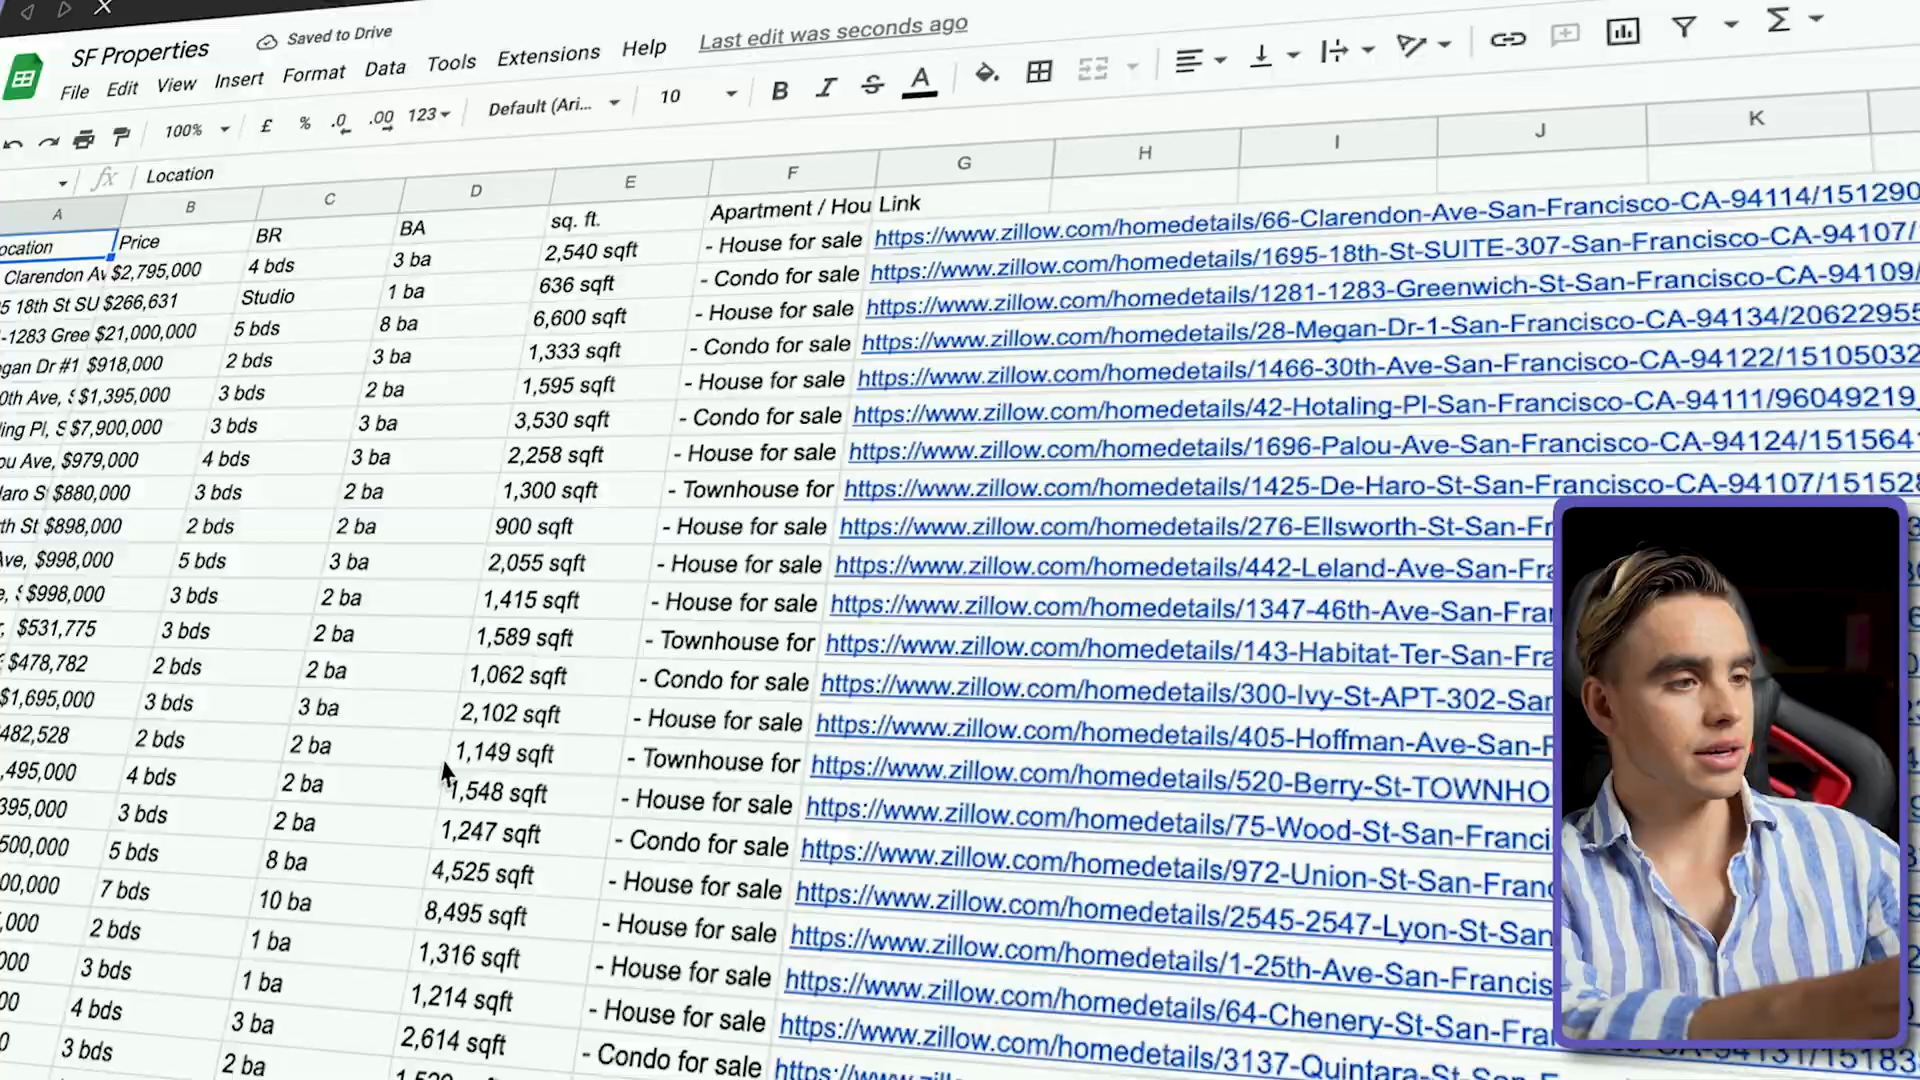 SF Properties Saved to Drive
File Edit View Insert Format Data Tools Extensions Help Last edit was seconds ago
100% £ % .0 .00 123 Default (Ari... 10 B I S A
fx Location
A B C D E F G H I J K
ocation Price BR BA sq. ft. Apartment / Hou Link
Clarendon Av $2,795,000 4 bds 3 ba 2,540 sqft - House for sale https://www.zillow.com/homedetails/66-Clarendon-Ave-San-Francisco-CA-94114/151290
5 18th St SU $266,631 Studio 1 ba 636 sqft - Condo for sale https://www.zillow.com/homedetails/1695-18th-St-SUITE-307-San-Francisco-CA-94107/
-1283 Gree $21,000,000 5 bds 8 ba 6,600 sqft - House for sale https://www.zillow.com/homedetails/1281-1283-Greenwich-St-San-Francisco-CA-94109/
gan Dr #1 $918,000 2 bds 3 ba 1,333 sqft - Condo for sale https://www.zillow.com/homedetails/28-Megan-Dr-1-San-Francisco-CA-94134/20622955
0th Ave, S $1,395,000 3 bds 2 ba 1,595 sqft - House for sale https://www.zillow.com/homedetails/1466-30th-Ave-San-Francisco-CA-94122/15105032
ling Pl, S $7,900,000 3 bds 3 ba 3,530 sqft - Condo for sale https://www.zillow.com/homedetails/42-Hotaling-Pl-San-Francisco-CA-94111/96049219_
ou Ave, $979,000 4 bds 3 ba 2,258 sqft - House for sale https://www.zillow.com/homedetails/1696-Palou-Ave-San-Francisco-CA-94124/1515641
Haro S $880,000 3 bds 2 ba 1,300 sqft - Townhouse for https://www.zillow.com/homedetails/1425-De-Haro-St-San-Francisco-CA-94107/151528
rth St $898,000 2 bds 2 ba 900 sqft - House for sale https://www.zillow.com/homedetails/276-Ellsworth-St-San-Fr
Ave, $998,000 5 bds 3 ba 2,055 sqft - House for sale https://www.zillow.com/homedetails/442-Leland-Ave-San-Fra
e, S $998,000 3 bds 2 ba 1,415 sqft - House for sale https://www.zillow.com/homedetails/1347-46th-Ave-San-Fran
$531,775 3 bds 2 ba 1,589 sqft - Townhouse for https://www.zillow.com/homedetails/143-Habitat-Ter-San-Fra
$478,782 2 bds 2 ba 1,062 sqft - Condo for sale https://www.zillow.com/homedetails/300-Ivy-St-APT-302-San
$1,695,000 3 bds 3 ba 2,102 sqft - House for sale https://www.zillow.com/homedetails/405-Hoffman-Ave-San-F
482,528 2 bds 2 ba 1,149 sqft - Townhouse for https://www.zillow.com/homedetails/520-Berry-St-TOWNHO
,495,000 4 bds 2 ba 1,548 sqft - House for sale https://www.zillow.com/homedetails/75-Wood-St-San-Franci
395,000 3 bds 2 ba 1,247 sqft - Condo for sale https://www.zillow.com/homedetails/972-Union-St-San-Franc
500,000 5 bds 8 ba 4,525 sqft - House for sale https://www.zillow.com/homedetails/2545-2547-Lyon-St-San
00,000 7 bds 10 ba 8,495 sqft - House for sale https://www.zillow.com/homedetails/1-25th-Ave-San-Francis
,000 2 bds 1 ba 1,316 sqft - House for sale https://www.zillow.com/homedetails/64-Chenery-St-San-Fra
000 3 bds 1 ba 1,214 sqft - House for sale https://www.zillow.com/homedetails/3137-Quintara-St-San-F
00 4 bds 3 ba 2,614 sqft - Condo for sale
0 3 bds 2 ba